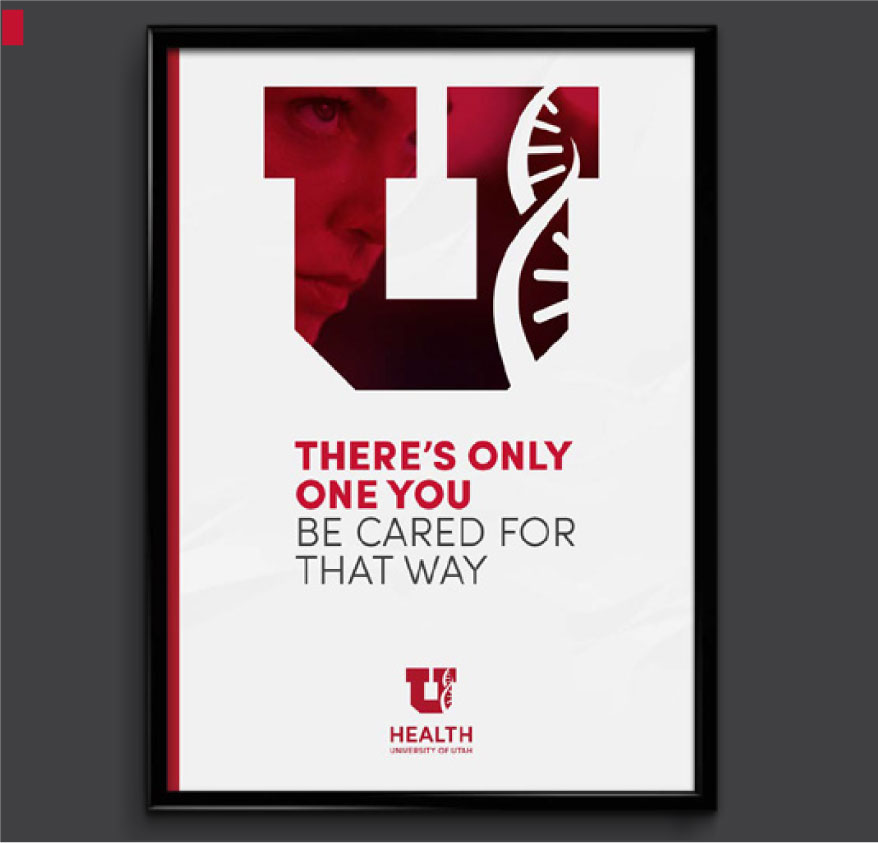 THERE'S ONLY
ONE YOU
BE CARED FOR
THAT WAY
U
HEALTH
UNIVERSITY OF UTAH